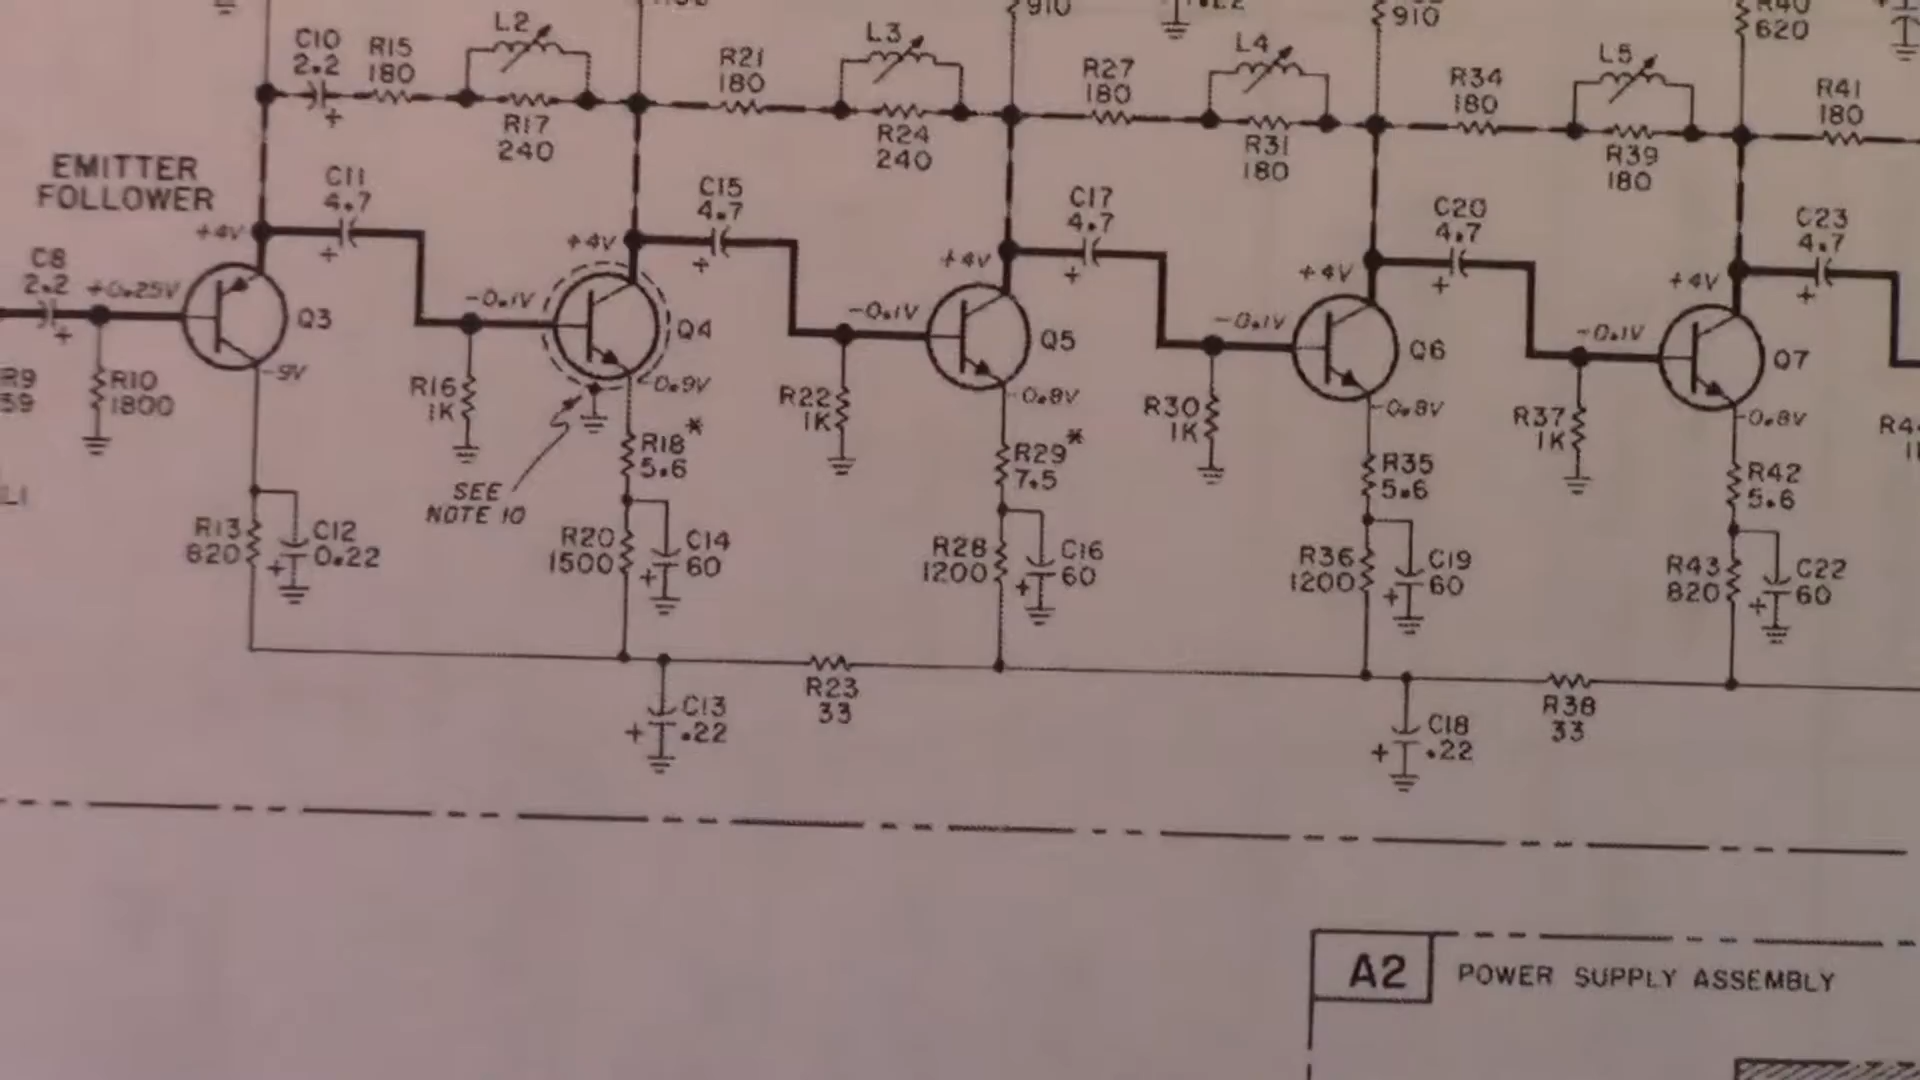 910
910
R40
620
C10
2.2
R15
180
L2
R17
240
R21
180
L3
R24
240
R27
180
L4
R31
180
R34
180
L5
R39
180
R41
180
EMITTER
FOLLOWER
+4V
C11
4.7
+4V
C15
4.7
+4V
C17
4.7
+4V
C20
4.7
+4V
C23
4.7
C8
2.2
+0.25V
Q3
-0.1V
Q4
-0.1V
Q5
-0.1V
Q6
-0.1V
Q7
R9
59
R10
1800
-9V
R16
1K
-0.9V
R22
1K
-0.8V
R30
1K
-0.8V
R37
1K
-0.8V
SEE
NOTE 10
R18*
5.6
R29*
7.5
R35
5.6
R42
5.6
R13
820
C12
0.22
R20
1500
C14
60
R28
1200
C16
60
R36
1200
C19
60
R43
820
C22
60
C13
.22
R23
33
C18
.22
R38
33
A2
POWER SUPPLY ASSEMBLY